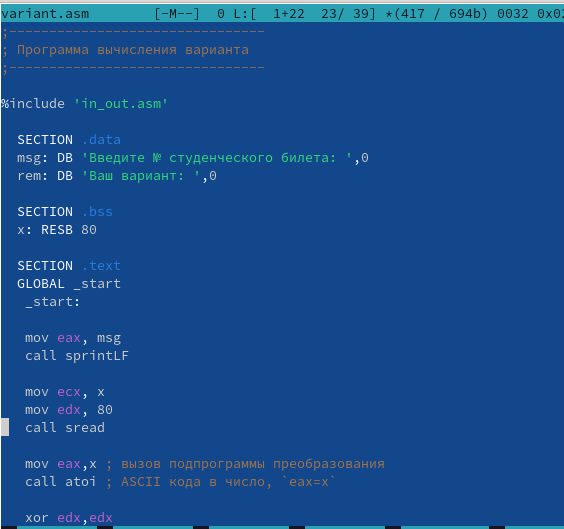 variant.asm [-M--] 0 L:[ 1+22 23/ 39] *(417 / 694b) 0032 0x02
;--------------------------------
; Программа вычисления варианта
;--------------------------------
%include 'in_out.asm'
SECTION .data
msg: DB 'Введите № студенческого билета: ',0
rem: DB 'Ваш вариант: ',0
SECTION .bss
x: RESB 80
SECTION .text
GLOBAL _start
_start:
mov eax, msg
call sprintLF
mov ecx, x
mov edx, 80
call sread
mov eax,x ; вызов подпрограммы преобразования
call atoi ; ASCII кода в число, `eax=x`
xor edx,edx